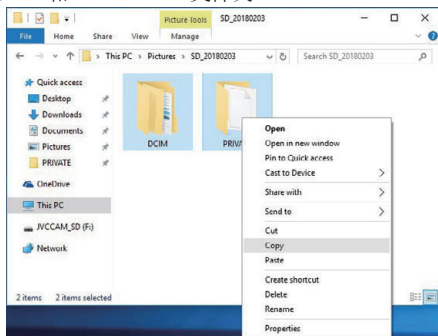 Picture Tools SD_20180203
File Home Share View Manage
This PC > Pictures > SD_20180203
Search SD_20180203
Quick access
Desktop
Downloads
Documents
Pictures
PRIVATE
OneDrive
This PC
JVCCAM_SD (F:)
Network
DCIM
PRIVA
Open
Open in new window
Pin to Quick access
Cast to Device
Share with
Send to
Cut
Copy
Paste
Create shortcut
Delete
Rename
Properties
2 items 2 items selected